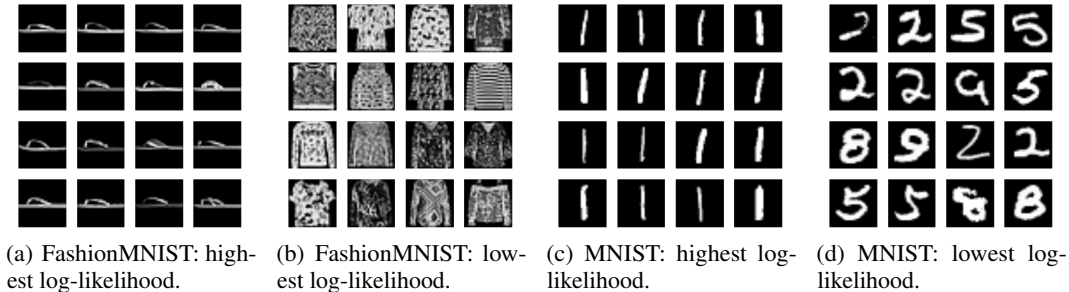 (a) FashionMNIST: high-
est log-likelihood.
(b) FashionMNIST: low-
est log-likelihood.
(c) MNIST: highest log-
likelihood.
(d) MNIST: lowest log-
likelihood.